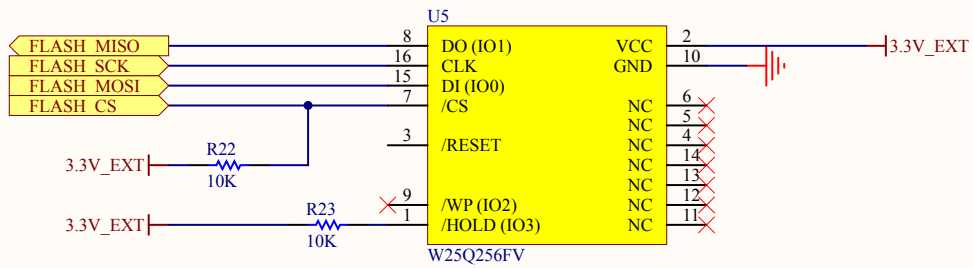 U5
FLASH_MISO 8 DO (IO1) VCC 2 3.3V_EXT
FLASH_SCK 16 CLK GND 10
FLASH_MOSI 15 DI (IO0)
FLASH_CS 7 /CS NC 6
NC 5
3 /RESET NC 4
R22 NC 14
3.3V_EXT
10K NC 13
9 /WP (IO2) NC 12
R23
3.3V_EXT 1 /HOLD (IO3) NC 11
10K
W25Q256FV